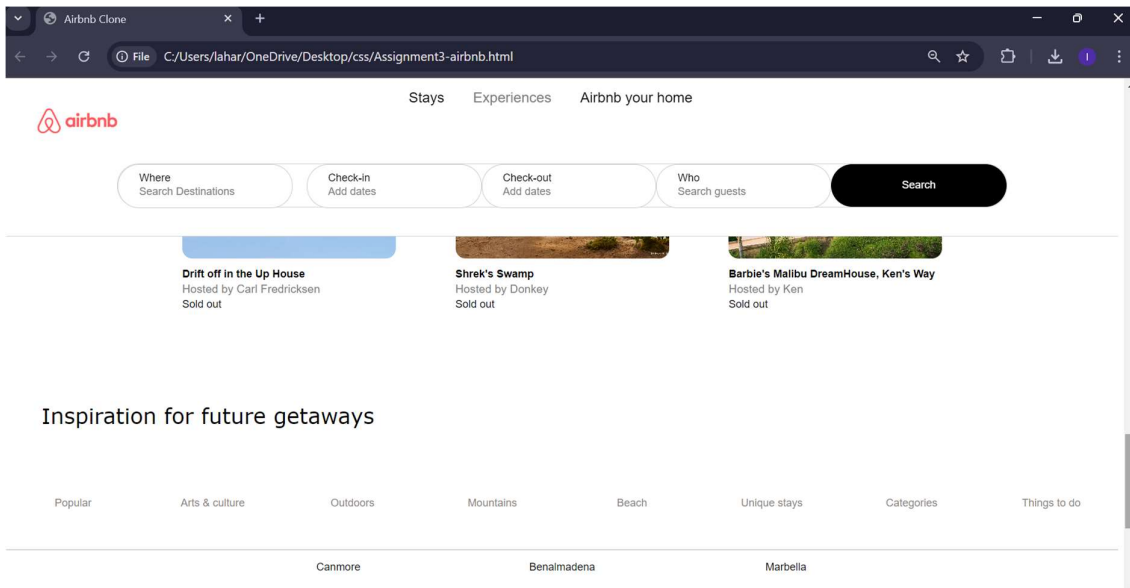 Airbnb Clone
File C:/Users/lahar/OneDrive/Desktop/css/Assignment3-airbnb.html
I
Stays Experiences Airbnb your home
airbnb
Where Check-in Check-out Who Search
Search Destinations Add dates Add dates Search guests
Drift off in the Up House Shrek's Swamp Barbie's Malibu DreamHouse, Ken's Way
Hosted by Carl Fredricksen Hosted by Donkey Hosted by Ken
Sold out Sold out Sold out
Inspiration for future getaways
Popular Arts & culture Outdoors Mountains Beach Unique stays Categories Things to do
Canmore Benalmadena Marbella